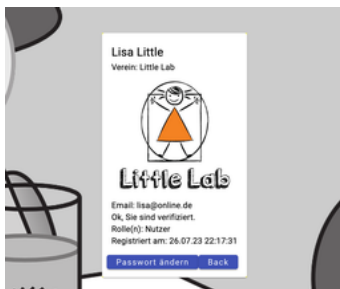 Lisa Little
Verein: Little Lab
Little Lab
Email: lisa@online.de
Ok, Sie sind verifiziert.
Rolle(n): Nutzer
Registriert am: 26.07.23 22:17:31
Passwort ändern Back